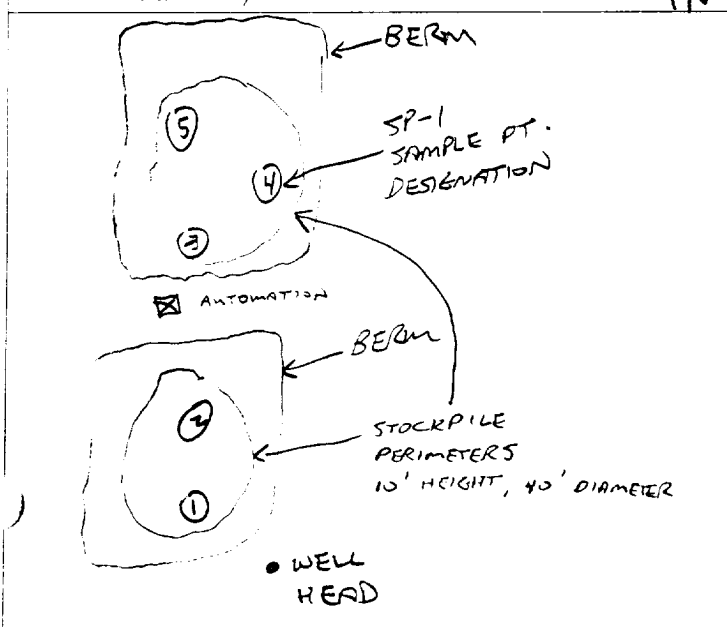 BERM
5
SP-1
SAMPLE PT.
DESIGNATION
4
3
AUTOMATION
BERM
2
STOCKPILE
PERIMETERS
10' HEIGHT, 40' DIAMETER
1
WELL
HEAD